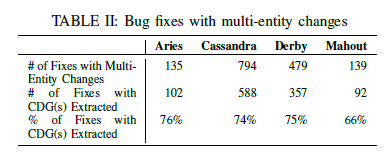 TABLE II: Bug fixes with multi-entity changes
Aries Cassandra Derby Mahout
# of Fixes with Multi- 135 794 479 139
Entity Changes
# of Fixes with 102 588 357 92
CDG(s) Extracted
% of Fixes with 76% 74% 75% 66%
CDG(s) Extracted